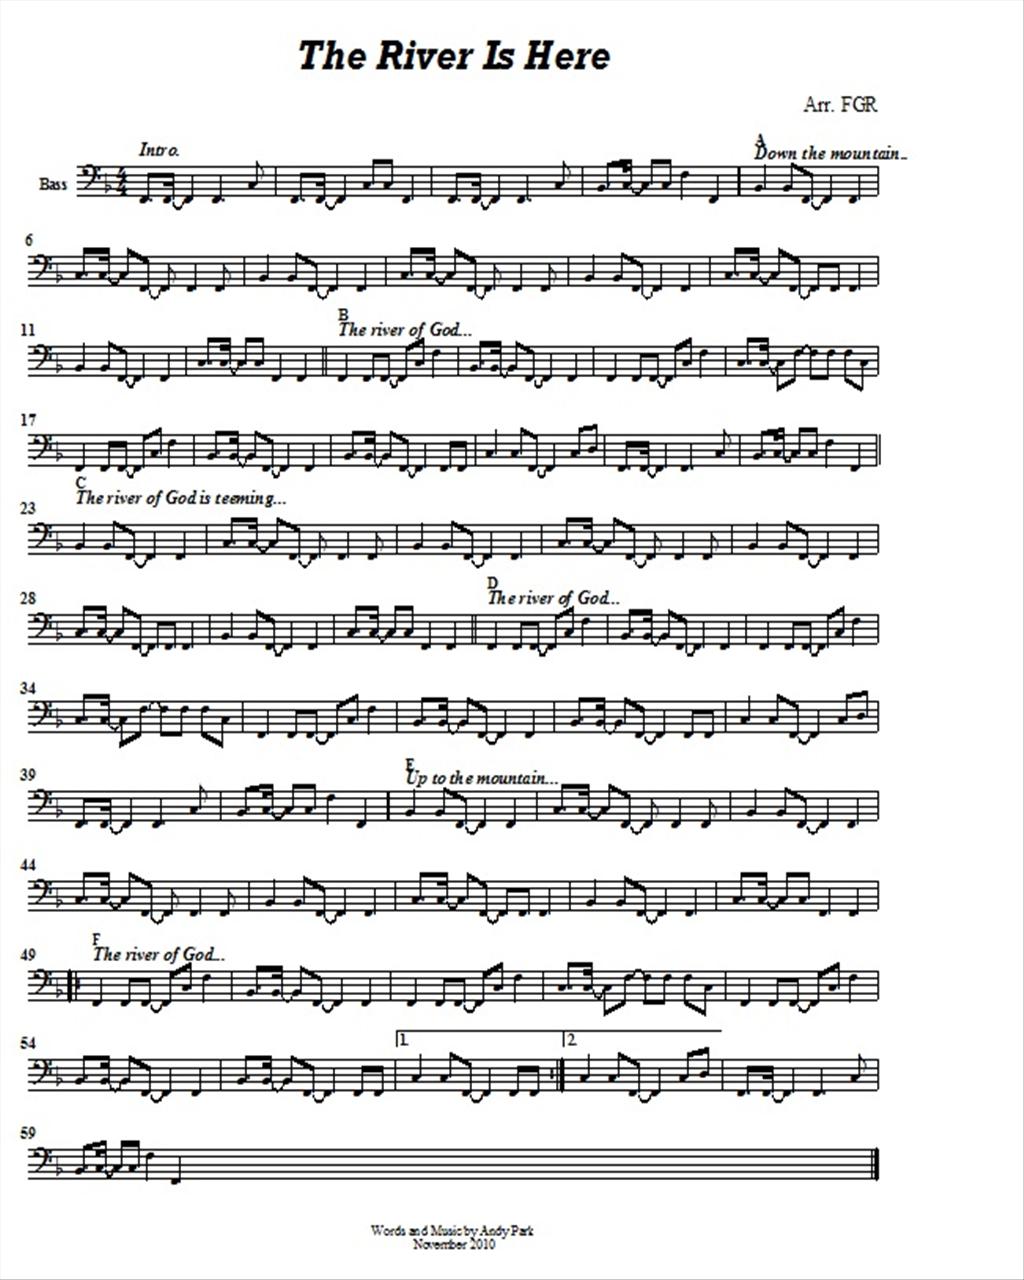 The River Is Here
Arr. FGR
Intro.
A
Down the mountain..
Bass
4
4
6
11
B
The river of God...
17
C
The river of God is teeming...
23
28
D
The river of God...
34
39
E
Up to the mountain...
44
49
F
The river of God...
54
1.
2.
59
Words and Music by Andy Park
November 2010